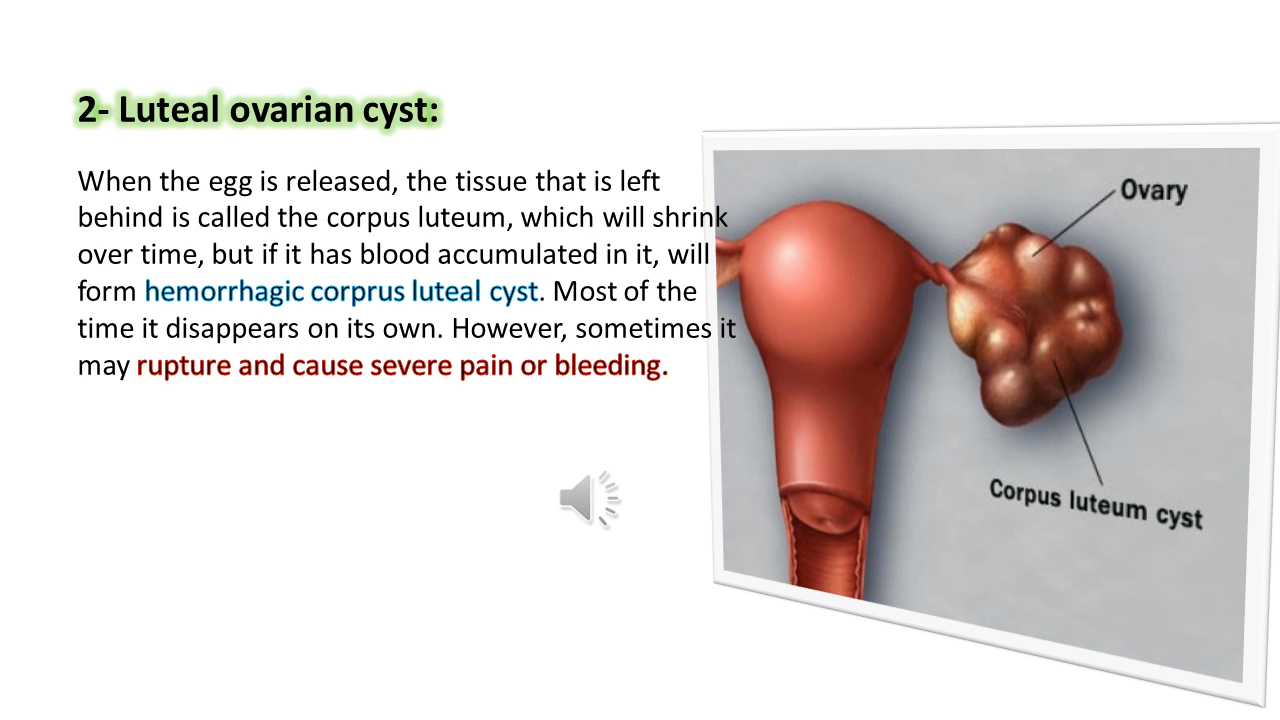 2- Luteal ovarian cyst:
When the egg is released, the tissue that is left
behind is called the corpus luteum, which will shrink
over time, but if it has blood accumulated in it, will
form hemorrhagic corprus luteal cyst. Most of the
time it disappears on its own. However, sometimes it
may rupture and cause severe pain or bleeding.
Ovary
Corpus luteum cyst